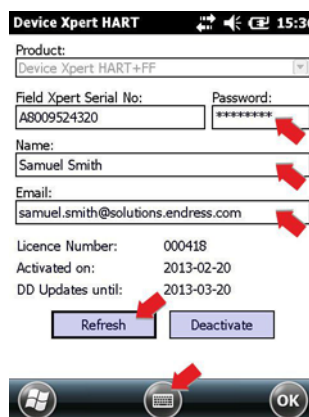 Device Xpert HART 15:30
Product:
Device Xpert HART+FF
Field Xpert Serial No: Password:
A8009524320 ********
Name:
Samuel Smith
Email:
samuel.smith@solutions.endress.com
Licence Number: 000418
Activated on: 2013-02-20
DD Updates until: 2013-03-20
Refresh Deactivate
OK